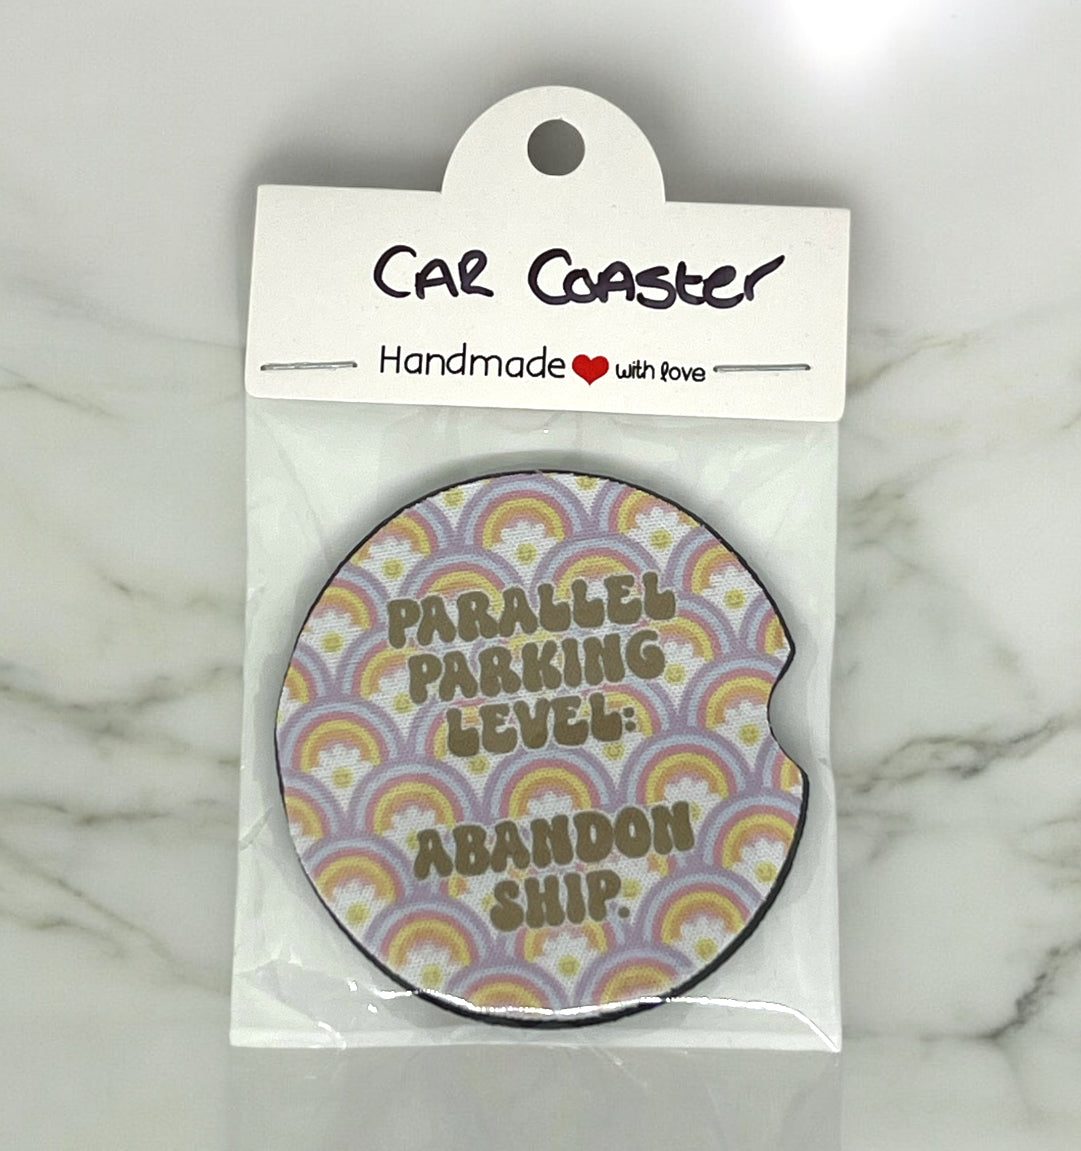 CAR COASter
Handmade with love
PARALLEL
PARKING
LEVEL:
ABANDON
SHIP.